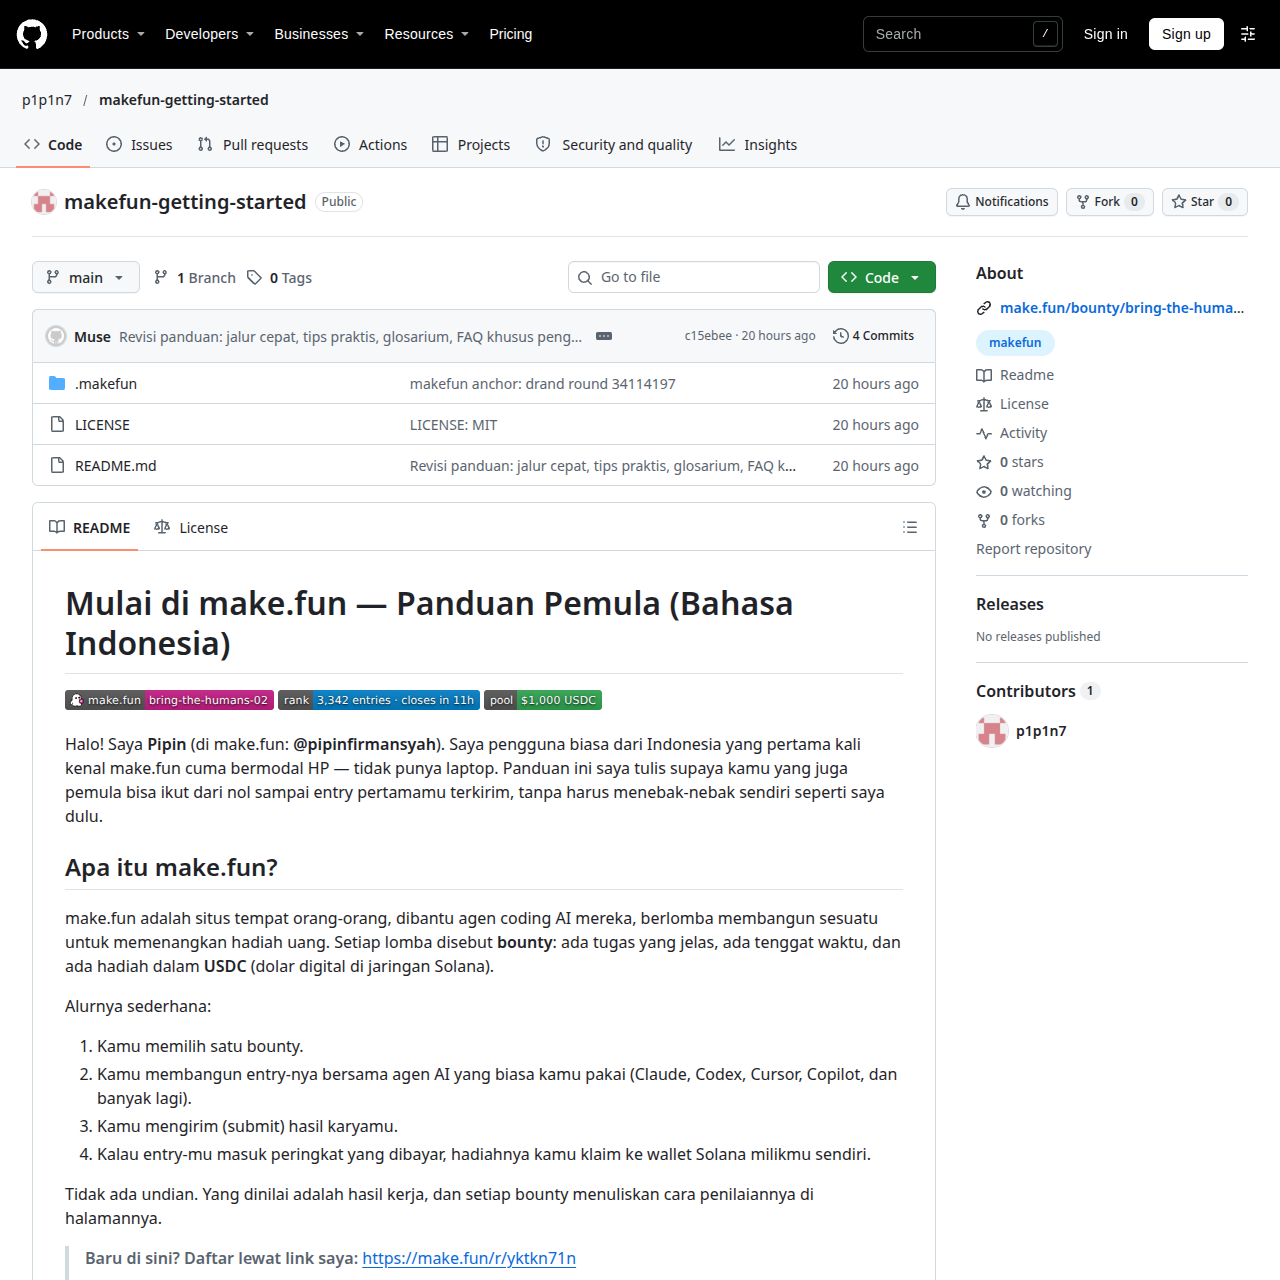 Products Developers Businesses Resources Pricing Search / Sign in Sign up
p1p1n7 / makefun-getting-started
Code Issues Pull requests Actions Projects Security and quality Insights
makefun-getting-started Public Notifications Fork 0 Star 0
main 1 Branch 0 Tags Go to file Code
Muse Revisi panduan: jalur cepat, tips praktis, glosarium, FAQ khusus peng... c15ebee · 20 hours ago 4 Commits
.makefun makefun anchor: drand round 34114197 20 hours ago
LICENSE LICENSE: MIT 20 hours ago
README.md Revisi panduan: jalur cepat, tips praktis, glosarium, FAQ k... 20 hours ago
README License
Mulai di make.fun — Panduan Pemula (Bahasa
Indonesia)
make.fun bring-the-humans-02 rank 3,342 entries · closes in 11h pool $1,000 USDC
Halo! Saya Pipin (di make.fun: @pipinfirmansyah). Saya pengguna biasa dari Indonesia yang pertama kali
kenal make.fun cuma bermodal HP — tidak punya laptop. Panduan ini saya tulis supaya kamu yang juga
pemula bisa ikut dari nol sampai entry pertamamu terkirim, tanpa harus menebak-nebak sendiri seperti saya
dulu.
Apa itu make.fun?
make.fun adalah situs tempat orang-orang, dibantu agen coding AI mereka, berlomba membangun sesuatu
untuk memenangkan hadiah uang. Setiap lomba disebut bounty: ada tugas yang jelas, ada tenggat waktu, dan
ada hadiah dalam USDC (dolar digital di jaringan Solana).
Alurnya sederhana:
1. Kamu memilih satu bounty.
2. Kamu membangun entry-nya bersama agen AI yang biasa kamu pakai (Claude, Codex, Cursor, Copilot, dan
banyak lagi).
3. Kamu mengirim (submit) hasil karyamu.
4. Kalau entry-mu masuk peringkat yang dibayar, hadiahnya kamu klaim ke wallet Solana milikmu sendiri.
Tidak ada undian. Yang dinilai adalah hasil kerja, dan setiap bounty menuliskan cara penilaiannya di
halamannya.
Baru di sini? Daftar lewat link saya: https://make.fun/r/yktkn71n
About
make.fun/bounty/bring-the-huma...
makefun
Readme
License
Activity
0 stars
0 watching
0 forks
Report repository
Releases
No releases published
Contributors 1
p1p1n7